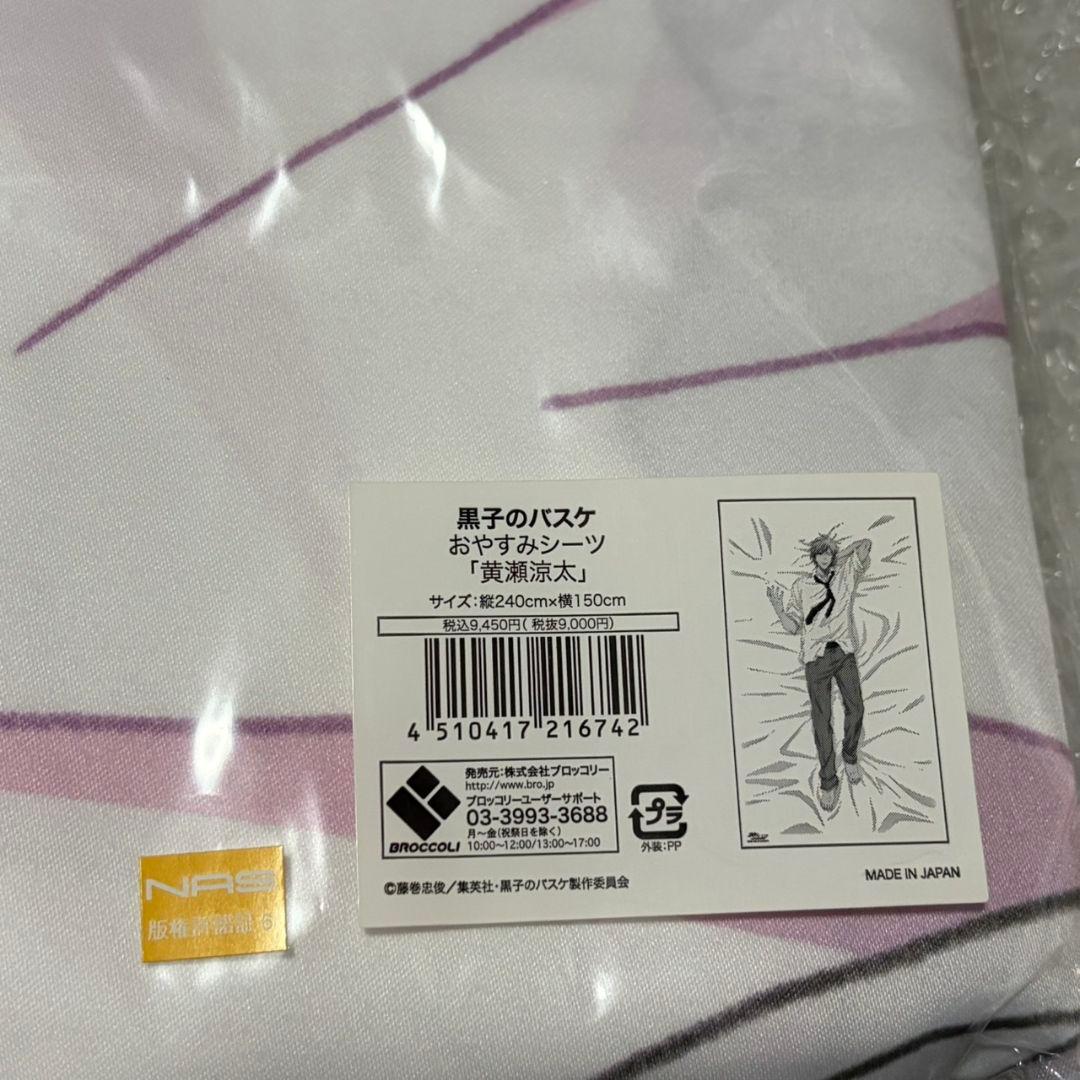 黒子のバスケ
おやすみシーツ
「黄瀬涼太」
サイズ:縦240cm×横150cm
税込9,450円( 税抜9,000円)
4 510417 216742
発売元:株式会社ブロッコリー
http://www.bro.jp
ブロッコリーユーザーサポート
03-3993-3688
月〜金(祝祭日を除く)
10:00〜12:00/13:00〜17:00
BROCCOLI
プラ
外装:PP
©藤巻忠俊/集英社・黒子のバスケ製作委員会
MADE IN JAPAN
NAS
版権許諾証 6